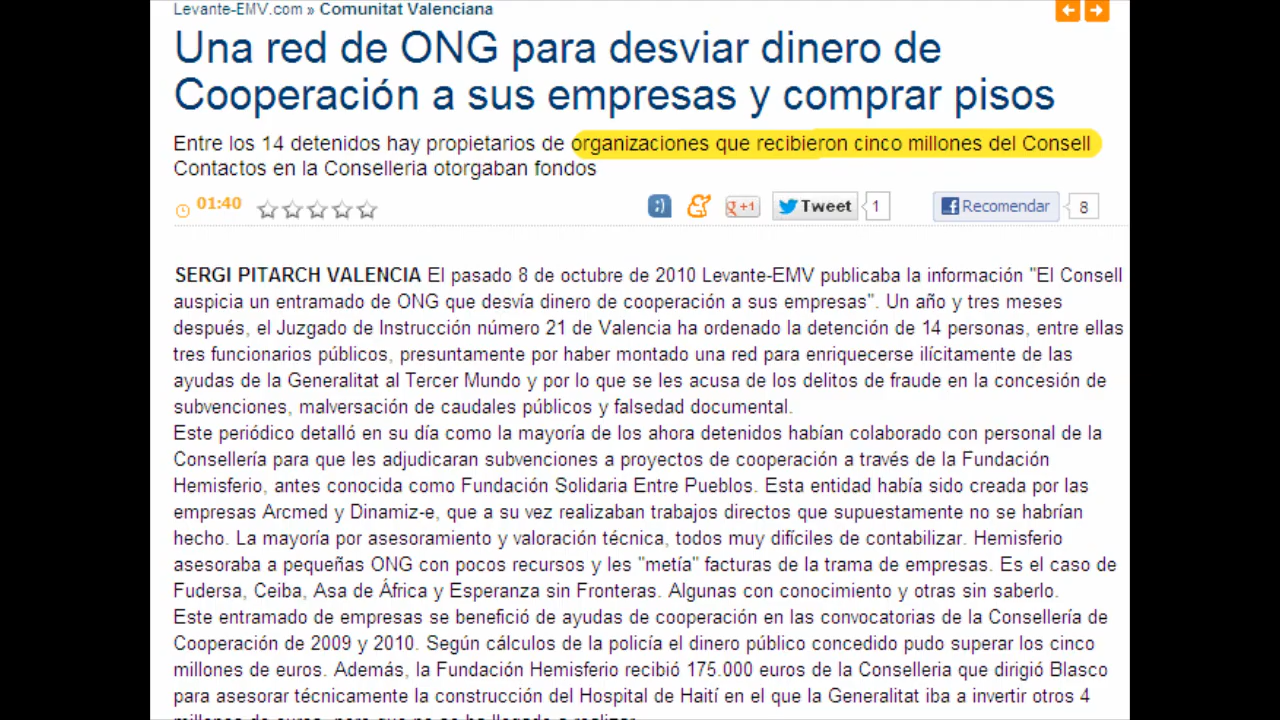 Levante-EMV.com » Comunitat Valenciana
Una red de ONG para desviar dinero de
Cooperación a sus empresas y comprar pisos
Entre los 14 detenidos hay propietarios de organizaciones que recibieron cinco millones del Consell
Contactos en la Conselleria otorgaban fondos
01:40
+1 Tweet 1 Recomendar 8
SERGI PITARCH VALENCIA El pasado 8 de octubre de 2010 Levante-EMV publicaba la información "El Consell
auspicia un entramado de ONG que desvía dinero de cooperación a sus empresas". Un año y tres meses
después, el Juzgado de Instrucción número 21 de Valencia ha ordenado la detención de 14 personas, entre ellas
tres funcionarios públicos, presuntamente por haber montado una red para enriquecerse ilícitamente de las
ayudas de la Generalitat al Tercer Mundo y por lo que se les acusa de los delitos de fraude en la concesión de
subvenciones, malversación de caudales públicos y falsedad documental.
Este periódico detalló en su día como la mayoría de los ahora detenidos habían colaborado con personal de la
Consellería para que les adjudicaran subvenciones a proyectos de cooperación a través de la Fundación
Hemisferio, antes conocida como Fundación Solidaria Entre Pueblos. Esta entidad había sido creada por las
empresas Arcmed y Dinamiz-e, que a su vez realizaban trabajos directos que supuestamente no se habrían
hecho. La mayoría por asesoramiento y valoración técnica, todos muy difíciles de contabilizar. Hemisferio
asesoraba a pequeñas ONG con pocos recursos y les "metía" facturas de la trama de empresas. Es el caso de
Fudersa, Ceiba, Asa de África y Esperanza sin Fronteras. Algunas con conocimiento y otras sin saberlo.
Este entramado de empresas se benefició de ayudas de cooperación en las convocatorias de la Consellería de
Cooperación de 2009 y 2010. Según cálculos de la policía el dinero público concedido pudo superar los cinco
millones de euros. Además, la Fundación Hemisferio recibió 175.000 euros de la Conselleria que dirigió Blasco
para asesorar técnicamente la construcción del Hospital de Haití en el que la Generalitat iba a invertir otros 4
millones de euros, pero que no se ha llegado a realizar.